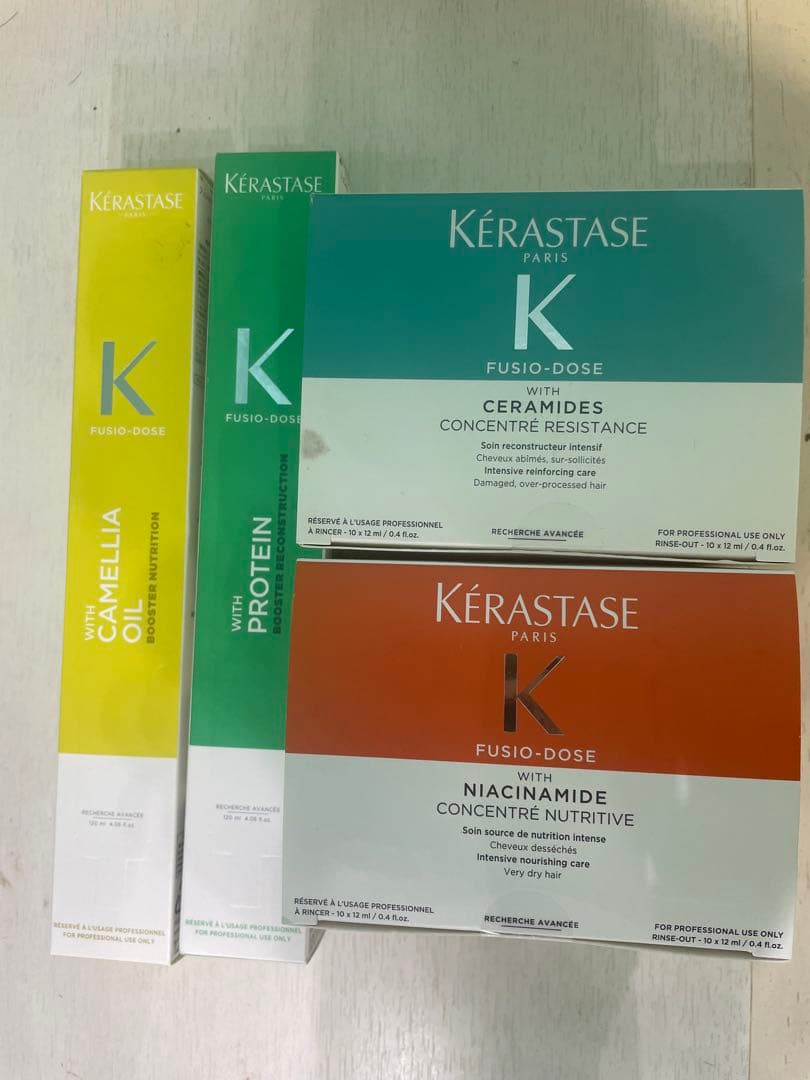 KÉRASTASE
PARIS
K
FUSIO-DOSE
WITH
CAMELLIA
OIL
BOOSTER NUTRITION
RECHERCHE AVANCÉE
120 ml 4.06 fl.oz.
RÉSERVÉ À L'USAGE PROFESSIONNEL
FOR PROFESSIONAL USE ONLY
KÉRASTASE
PARIS
K
FUSIO-DOSE
WITH
PROTEIN
BOOSTER RECONSTRUCTION
RECHERCHE AVANCÉE
120 ml 4.06 fl.oz.
RÉSERVÉ À L'USAGE PROFESSIONNEL
FOR PROFESSIONAL USE ONLY
KÉRASTASE
PARIS
K
FUSIO-DOSE
WITH
CERAMIDES
CONCENTRÉ RESISTANCE
Soin reconstructeur intensif
Cheveux abîmés, sur-sollicités
Intensive reinforcing care
Damaged, over-processed hair
RÉSERVÉ À L'USAGE PROFESSIONNEL
À RINCER - 10 x 12 ml / 0.4 fl.oz.
RECHERCHE AVANCÉE
FOR PROFESSIONAL USE ONLY
RINSE-OUT - 10 x 12 ml / 0.4 fl.oz.
KÉRASTASE
PARIS
K
FUSIO-DOSE
WITH
NIACINAMIDE
CONCENTRÉ NUTRITIVE
Soin source de nutrition intense
Cheveux desséchés
Intensive nourishing care
Very dry hair
RÉSERVÉ À L'USAGE PROFESSIONNEL
À RINCER - 10 x 12 ml / 0.4 fl.oz.
RECHERCHE AVANCÉE
FOR PROFESSIONAL USE ONLY
RINSE-OUT - 10 x 12 ml / 0.4 fl.oz.